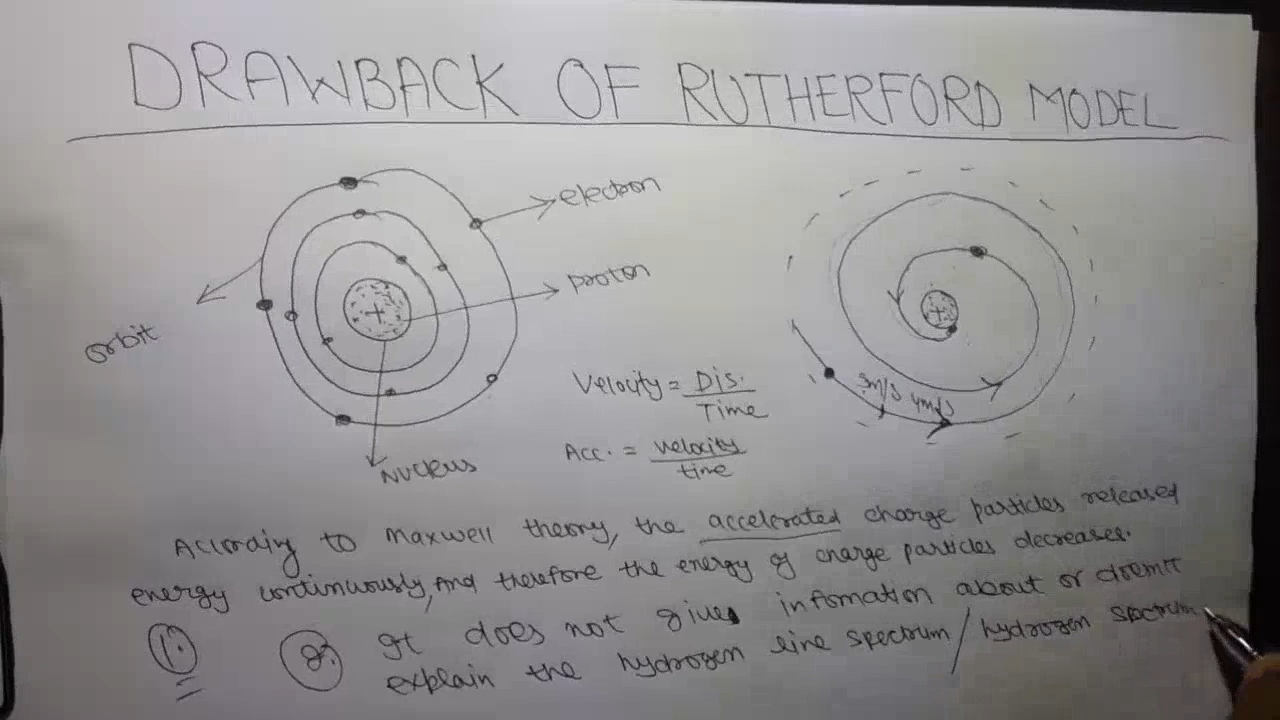 DRAWBACK OF RUTHERFORD MODEL
electron
proton
orbit
nucleus
+
+
Velocity = Dis.
Time
Acc. = velocity
time
3m/s 4m/s
According to Maxwell theory, the accelerated charge particles released
energy continuously, and therefore the energy of charge particles decreases.
1.
2. It does not gives infomation about or doesn't
explain the hydrogen line spectrum / hydrogen spectrum